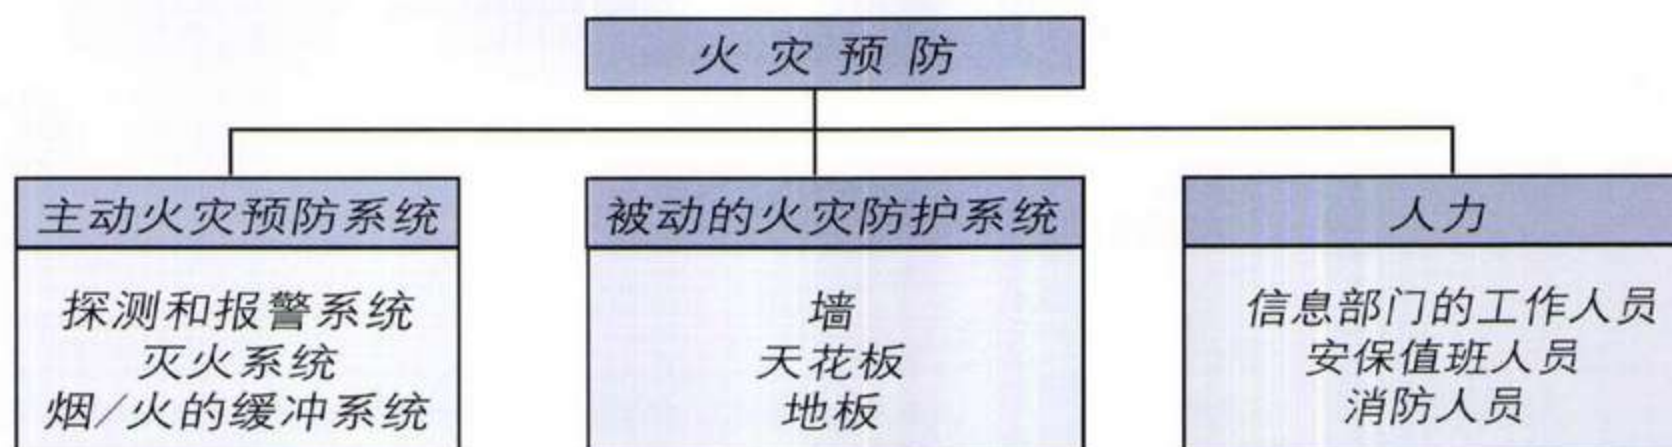 火灾预防
主动火灾预防系统
探测和报警系统
灭火系统
烟/火的缓冲系统
被动的火灾防护系统
墙
天花板
地板
人力
信息部门的工作人员
安保值班人员
消防人员